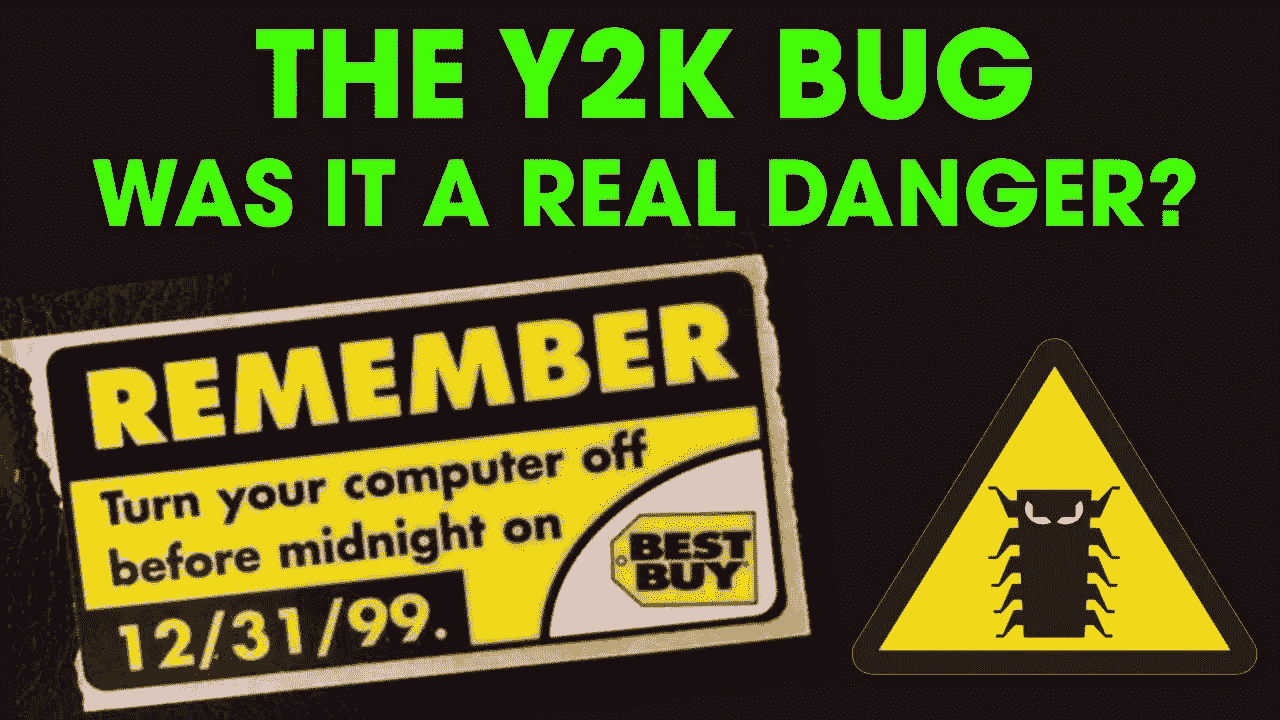 THE Y2K BUG
WAS IT A REAL DANGER?
REMEMBER
Turn your computer off
before midnight on
12/31/99.
BEST
BUY